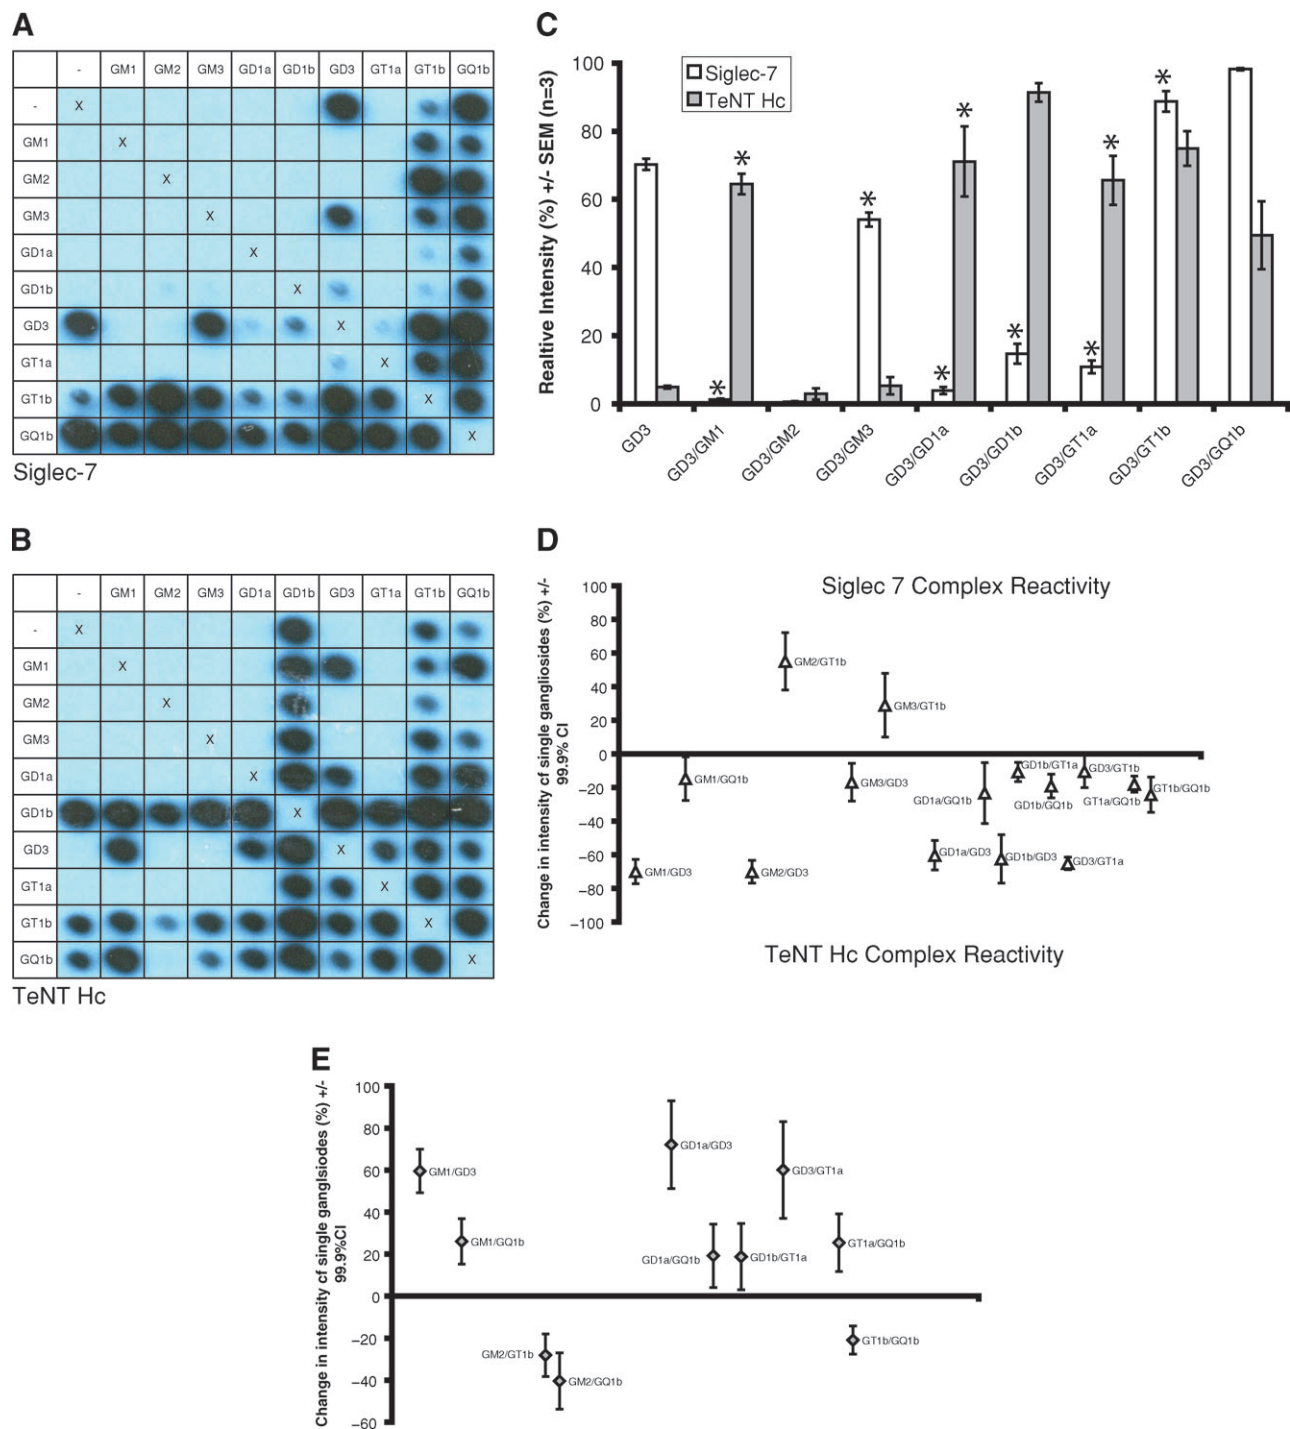 A
- GM1 GM2 GM3 GD1a GD1b GD3 GT1a GT1b GQ1b
- X
GM1 X
GM2 X
GM3 X
GD1a X
GD1b X
GD3 X
GT1a X
GT1b X
GQ1b X
Siglec-7
B
- GM1 GM2 GM3 GD1a GD1b GD3 GT1a GT1b GQ1b
- X
GM1 X
GM2 X
GM3 X
GD1a X
GD1b X
GD3 X
GT1a X
GT1b X
GQ1b X
TeNT Hc
C
Realtive Intensity (%) +/- SEM (n=3)
100
80
60
40
20
0
Siglec-7
TeNT Hc
* * * * * * * * *
GD3 GD3/GM1 GD3/GM2 GD3/GM3 GD3/GD1a GD3/GD1b GD3/GT1a GD3/GT1b GD3/GQ1b
D
Siglec 7 Complex Reactivity
Change in intensity cf single gangliosides (%) +/-
99.9% CI
100
80
60
40
20
0
−20
−40
−60
−80
−100
GM2/GT1b
GM3/GT1b
GM1/GQ1b
GM3/GD3
GD1a/GQ1b
GD1b/GT1a
GD1b/GQ1b
GD3/GT1b
GT1a/GQ1b
GT1b/GQ1b
GM1/GD3
GM2/GD3
GD1a/GD3
GD1b/GD3
GD3/GT1a
TeNT Hc Complex Reactivity
E
Change in intensity cf single ganglsiodes (%) +/-
99.9%CI
100
80
60
40
20
0
−20
−40
−60
GM1/GD3
GM1/GQ1b
GM2/GT1b
GM2/GQ1b
GD1a/GD3
GD1a/GQ1b
GD1b/GT1a
GD3/GT1a
GT1a/GQ1b
GT1b/GQ1b